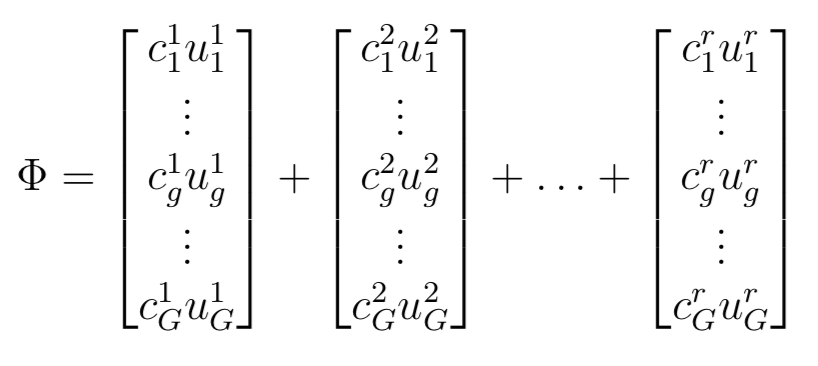 \Phi = \begin{bmatrix} c_1^1 u_1^1 \\ \vdots \\ c_g^1 u_g^1 \\ \vdots \\ c_G^1 u_G^1 \end{bmatrix} + \begin{bmatrix} c_1^2 u_1^2 \\ \vdots \\ c_g^2 u_g^2 \\ \vdots \\ c_G^2 u_G^2 \end{bmatrix} + \ldots + \begin{bmatrix} c_1^r u_1^r \\ \vdots \\ c_g^r u_g^r \\ \vdots \\ c_G^r u_G^r \end{bmatrix}